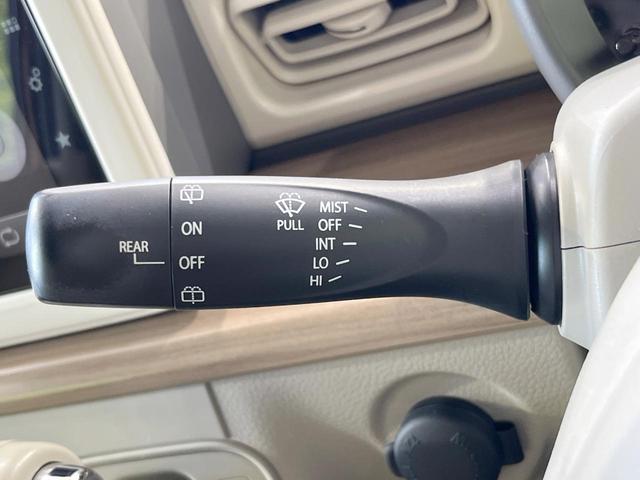 REAR
ON
OFF
PULL
MIST
OFF
INT
LO
HI